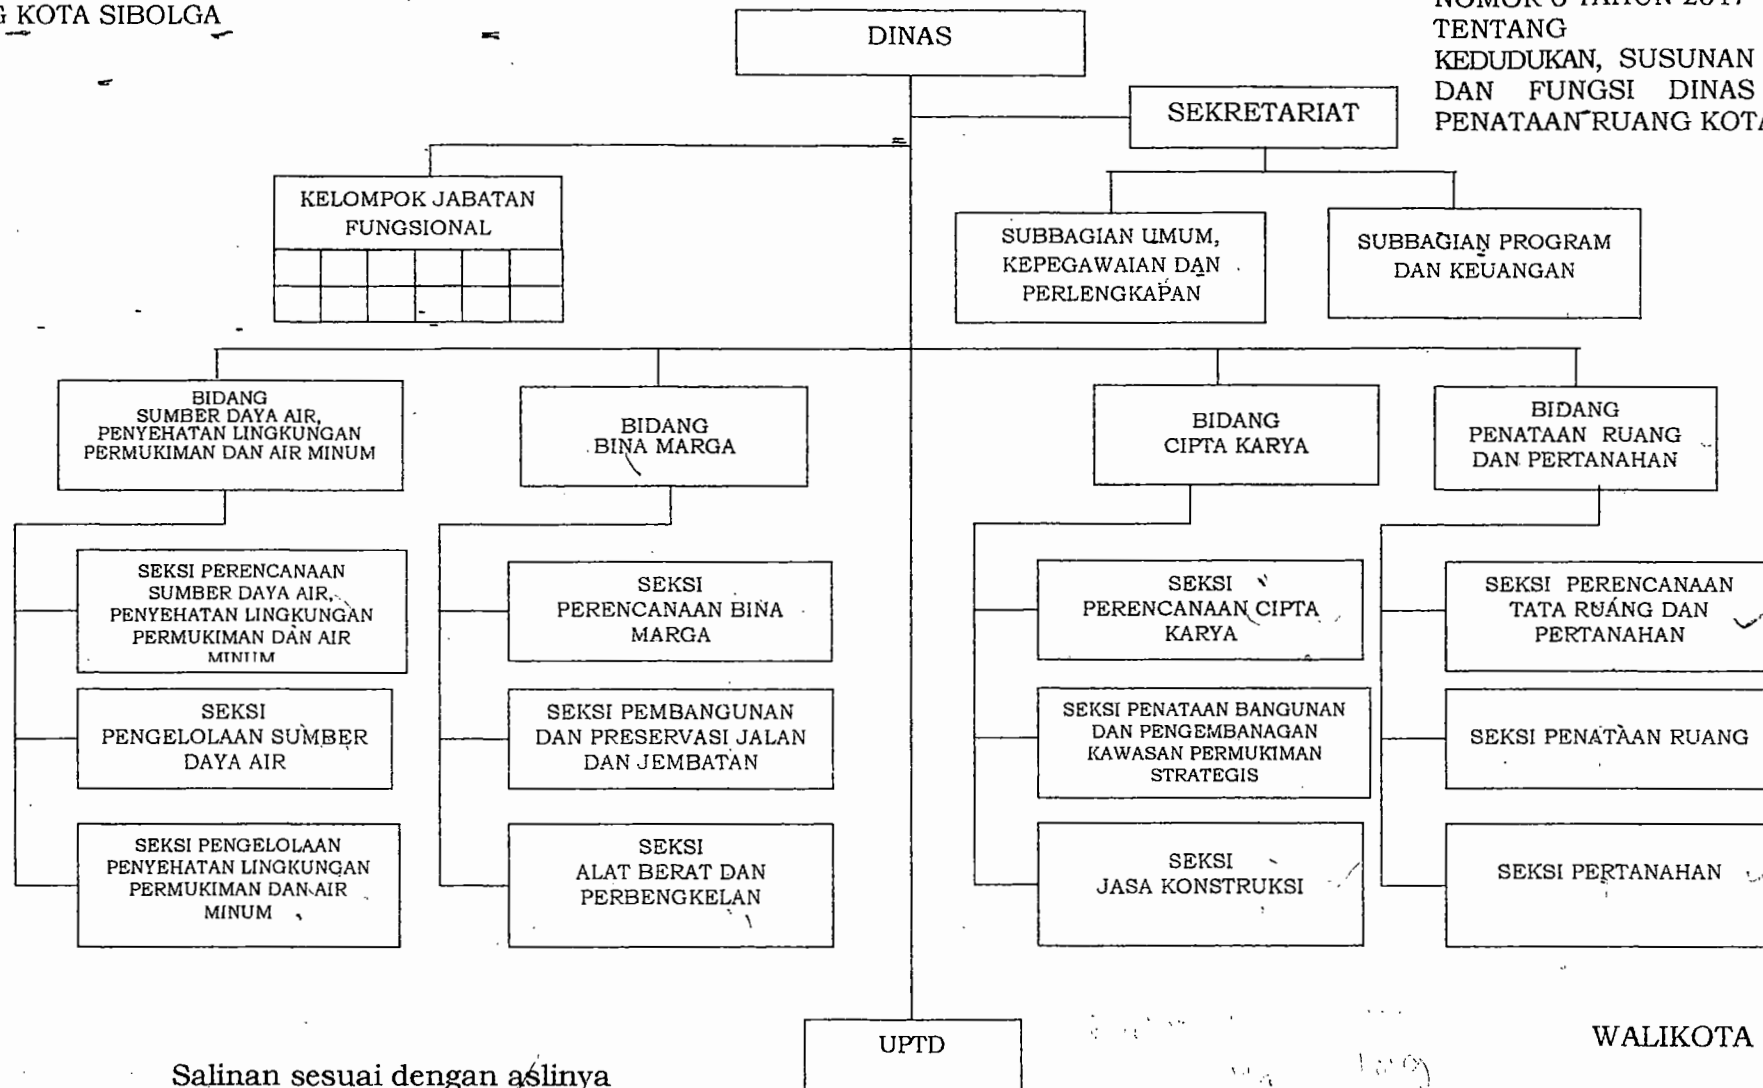 KOTA SIBOLGA
TENTANG
KEDUDUKAN, SUSUNAN
DAN FUNGSI DINAS
PENATAAN RUANG KOTA
DINAS
SEKRETARIAT
KELOMPOK JABATAN
FUNGSIONAL
SUBBAGIAN UMUM,
KEPEGAWAIAN DAN
PERLENGKAPAN
SUBBAGIAN PROGRAM
DAN KEUANGAN
BIDANG
SUMBER DAYA AIR,
PENYEHATAN LINGKUNGAN
PERMUKIMAN DAN AIR MINUM
BIDANG
BINA MARGA
BIDANG
CIPTA KARYA
BIDANG
PENATAAN RUANG
DAN PERTANAHAN
SEKSI PERENCANAAN
SUMBER DAYA AIR,
PENYEHATAN LINGKUNGAN
PERMUKIMAN DAN AIR
MINUM
SEKSI
PERENCANAAN BINA
MARGA
SEKSI
PERENCANAAN CIPTA
KARYA
SEKSI PERENCANAAN
TATA RUANG DAN
PERTANAHAN
SEKSI
PENGELOLAAN SUMBER
DAYA AIR
SEKSI PEMBANGUNAN
DAN PRESERVASI JALAN
DAN JEMBATAN
SEKSI PENATAAN BANGUNAN
DAN PENGEMBANAGAN
KAWASAN PERMUKIMAN
STRATEGIS
SEKSI PENATAAN RUANG
SEKSI PENGELOLAAN
PENYEHATAN LINGKUNGAN
PERMUKIMAN DAN AIR
MINUM
SEKSI
ALAT BERAT DAN
PERBENGKELAN
SEKSI
JASA KONSTRUKSI
SEKSI PERTANAHAN
UPTD
WALIKOTA
Salinan sesuai dengan aslinya